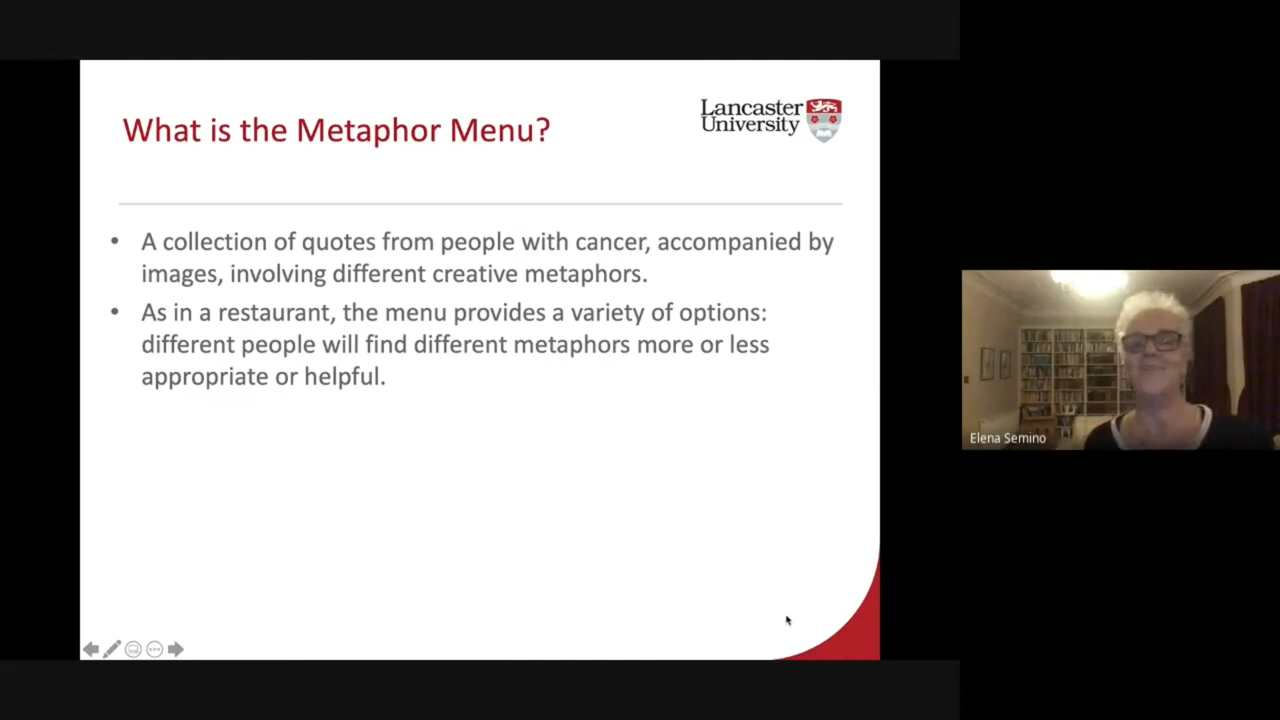 What is the Metaphor Menu?
Lancaster
University
• A collection of quotes from people with cancer, accompanied by
images, involving different creative metaphors.
• As in a restaurant, the menu provides a variety of options:
different people will find different metaphors more or less
appropriate or helpful.
Elena Semino